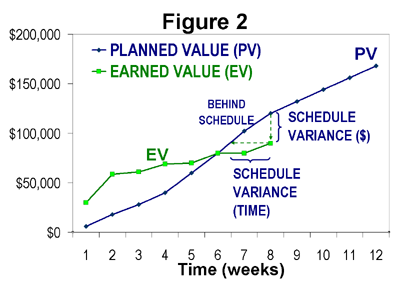 Figure 2
$200,000
$150,000
$100,000
$50,000
$0
PLANNED VALUE (PV)
EARNED VALUE (EV)
PV
BEHIND
SCHEDULE
SCHEDULE
VARIANCE ($)
EV
SCHEDULE
VARIANCE
(TIME)
1 2 3 4 5 6 7 8 9 10 11 12
Time (weeks)